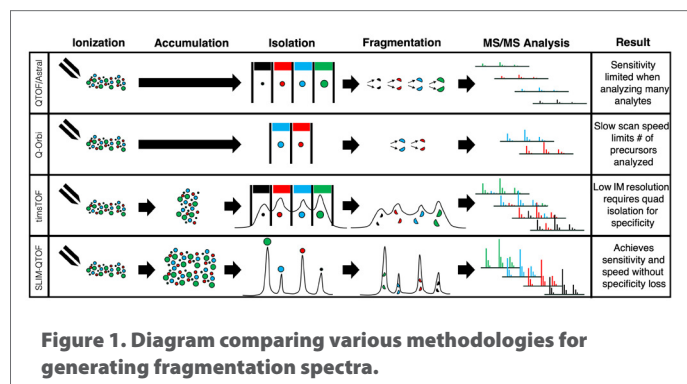 Ionization Accumulation Isolation Fragmentation MS/MS Analysis Result
QTOF/Astral
Sensitivity
limited when
analyzing many
analytes
Q-Orbi
Slow scan speed
limits # of
precursors
analyzed
timsTOF
Low IM resolution
requires quad
isolation for
specificity
SLIM-QTOF
Achieves
sensitivity and
speed without
specificity loss
Figure 1. Diagram comparing various methodologies for
generating fragmentation spectra.